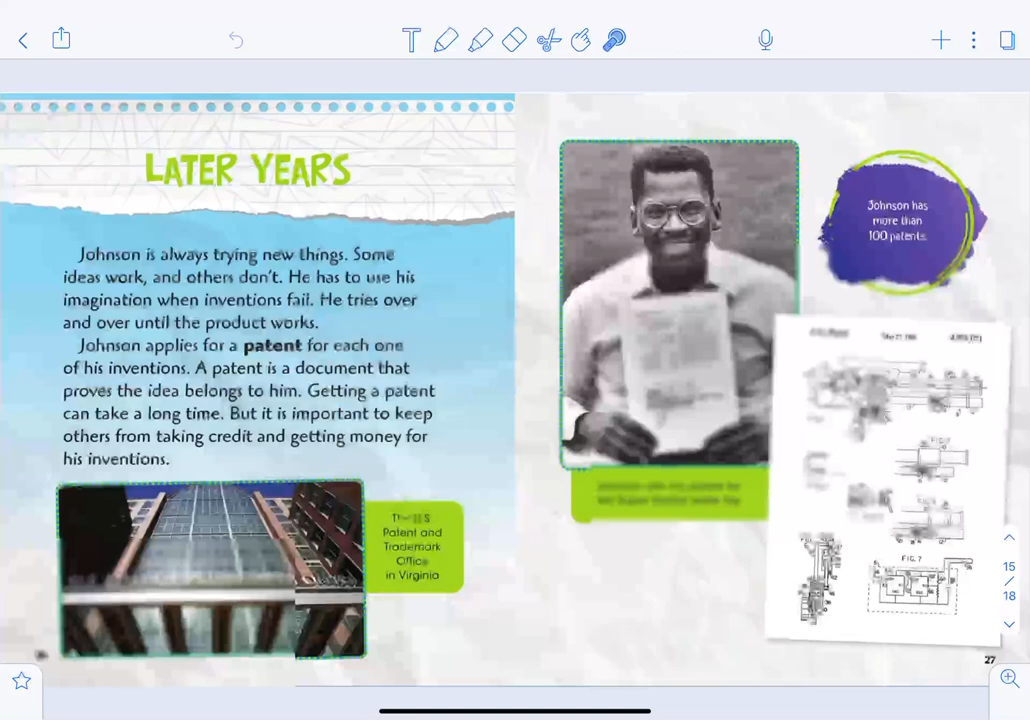 LATER YEARS
Johnson is always trying new things. Some
ideas work, and others don't. He has to use his
imagination when inventions fail. He tries over
and over until the product works.
Johnson applies for a patent for each one
of his inventions. A patent is a document that
proves the idea belongs to him. Getting a patent
can take a long time. But it is important to keep
others from taking credit and getting money for
his inventions.
Patent and
Trademark
Office
in Virginia
Johnson has
more than
100 patents.
FIG. 7
15
/
18
27